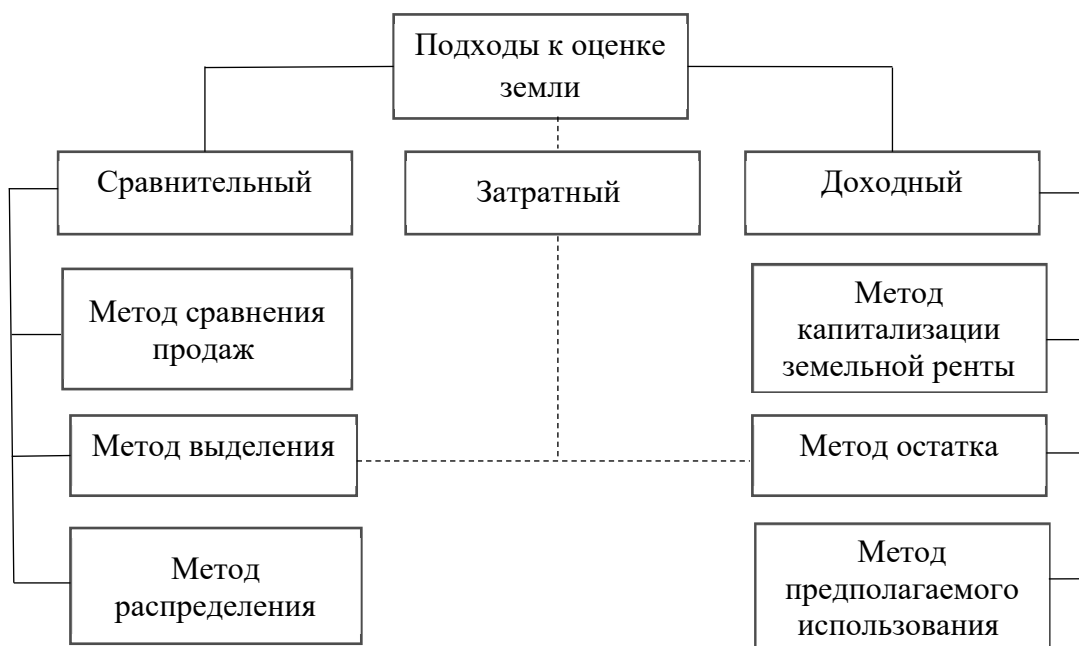 Подходы к оценке
земли
Сравнительный
Затратный
Доходный
Метод сравнения
продаж
Метод
капитализации
земельной ренты
Метод выделения
Метод остатка
Метод
распределения
Метод
предполагаемого
использования